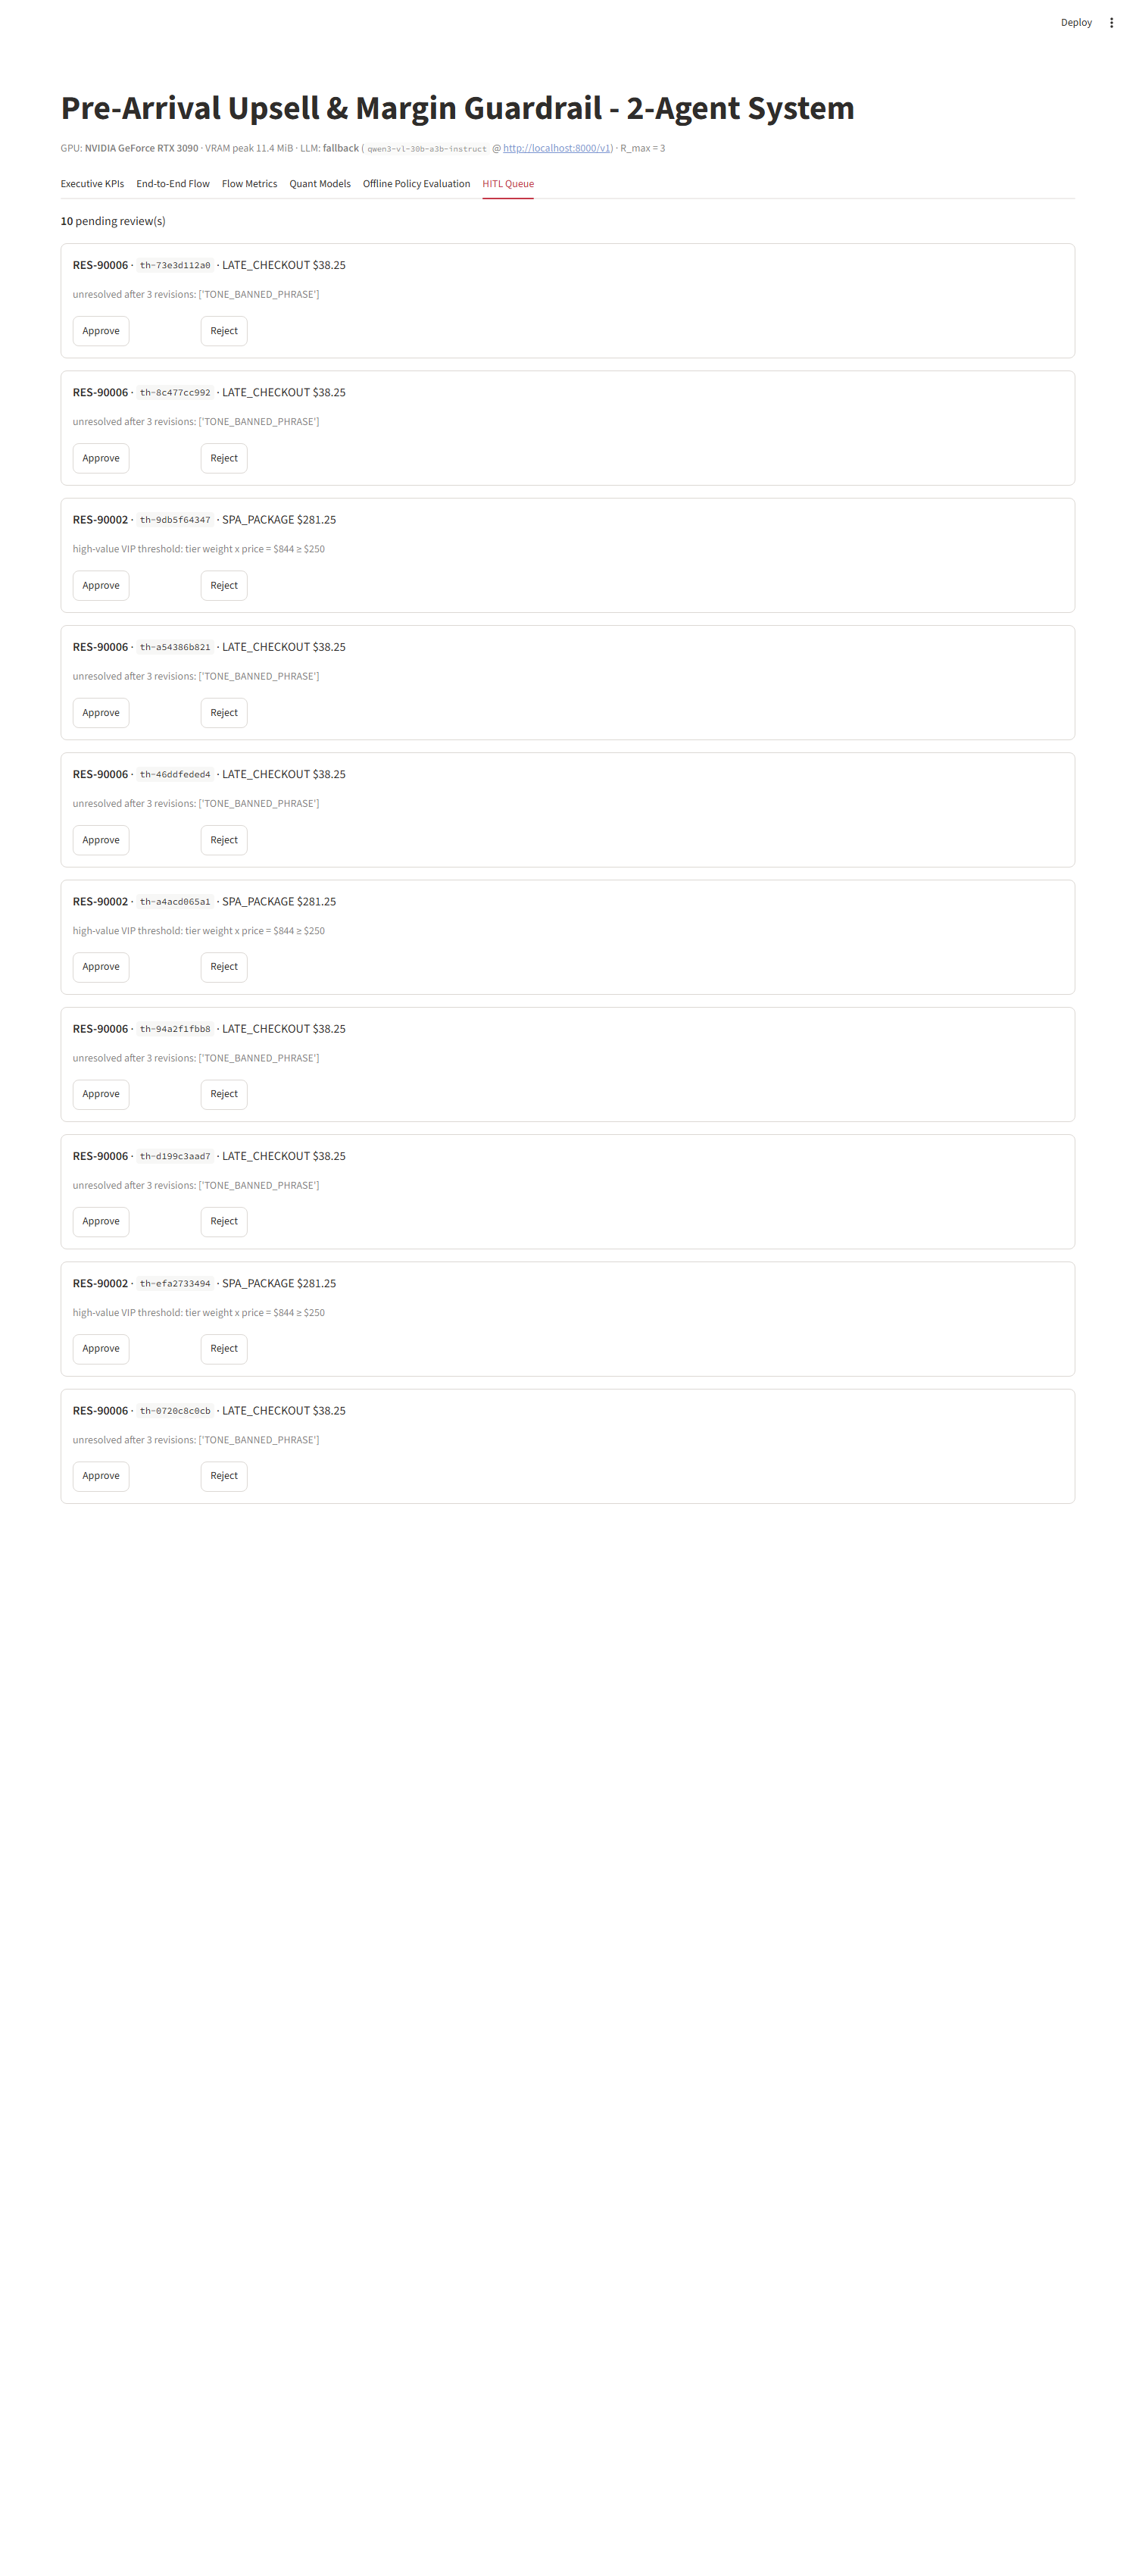 Deploy
Pre-Arrival Upsell & Margin Guardrail - 2-Agent System
GPU: NVIDIA GeForce RTX 3090 · VRAM peak 11.4 MiB · LLM: fallback ( qwen3-vl-30b-a3b-instruct @ http://localhost:8000/v1) · R_max = 3
Executive KPIs End-to-End Flow Flow Metrics Quant Models Offline Policy Evaluation HITL Queue
10 pending review(s)
RES-90006 · th-73e3d112a0 · LATE_CHECKOUT $38.25
unresolved after 3 revisions: ['TONE_BANNED_PHRASE']
Approve Reject
RES-90006 · th-8c477cc992 · LATE_CHECKOUT $38.25
unresolved after 3 revisions: ['TONE_BANNED_PHRASE']
Approve Reject
RES-90002 · th-9db5f64347 · SPA_PACKAGE $281.25
high-value VIP threshold: tier weight x price = $844 ≥ $250
Approve Reject
RES-90006 · th-a54386b821 · LATE_CHECKOUT $38.25
unresolved after 3 revisions: ['TONE_BANNED_PHRASE']
Approve Reject
RES-90006 · th-46ddfeded4 · LATE_CHECKOUT $38.25
unresolved after 3 revisions: ['TONE_BANNED_PHRASE']
Approve Reject
RES-90002 · th-a4acd065a1 · SPA_PACKAGE $281.25
high-value VIP threshold: tier weight x price = $844 ≥ $250
Approve Reject
RES-90006 · th-94a2f1fbb8 · LATE_CHECKOUT $38.25
unresolved after 3 revisions: ['TONE_BANNED_PHRASE']
Approve Reject
RES-90006 · th-d199c3aad7 · LATE_CHECKOUT $38.25
unresolved after 3 revisions: ['TONE_BANNED_PHRASE']
Approve Reject
RES-90002 · th-efa2733494 · SPA_PACKAGE $281.25
high-value VIP threshold: tier weight x price = $844 ≥ $250
Approve Reject
RES-90006 · th-0720c8c0cb · LATE_CHECKOUT $38.25
unresolved after 3 revisions: ['TONE_BANNED_PHRASE']
Approve Reject